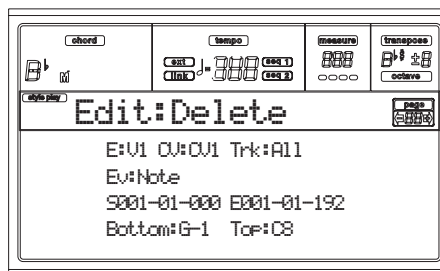 chord tempo measure transpose
ext seq 1
link seq 2
octave
style play Edit:Delete page
E:V1 CV:CV1 Trk:All
Ev:Note
S001-01-000 E001-01-192
Bottom:G-1 Top:C8